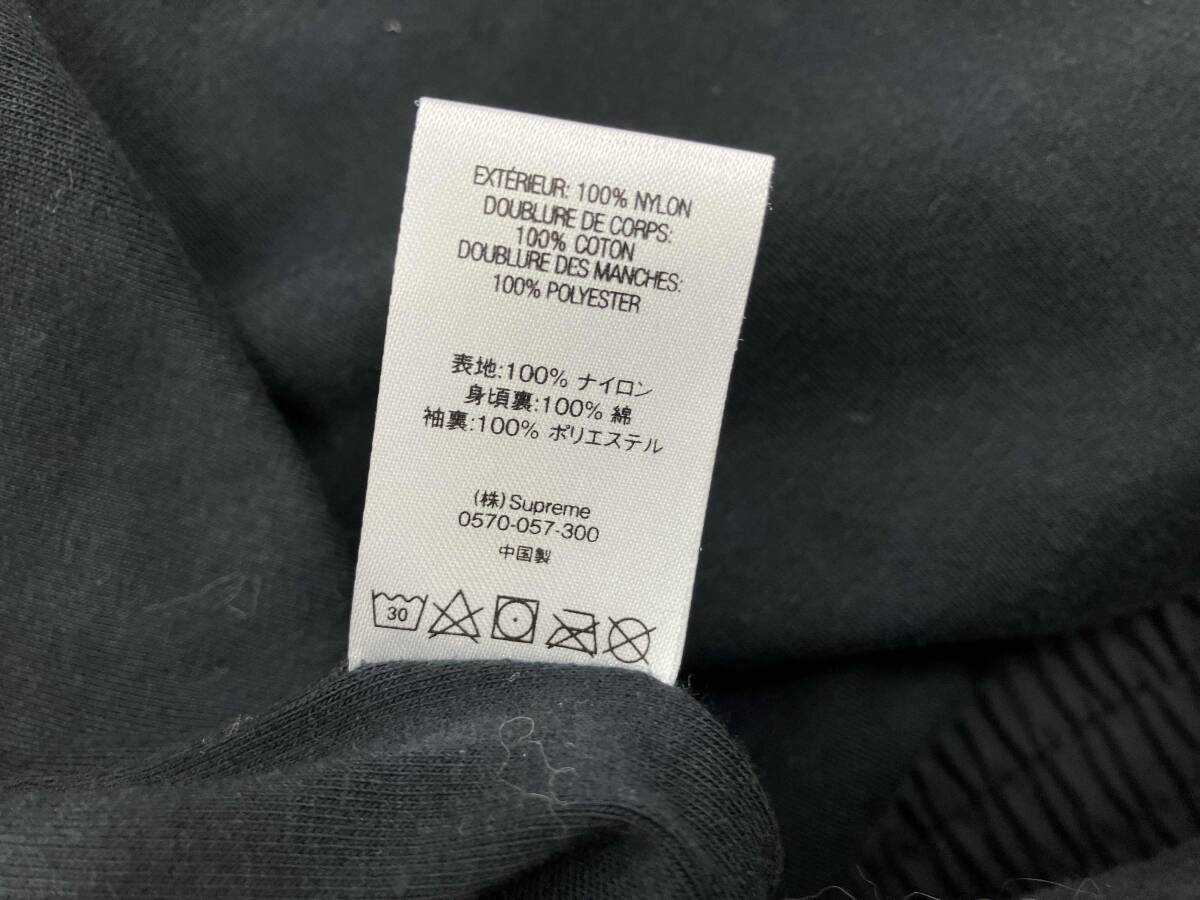 EXTÉRIEUR: 100% NYLON
DOUBLURE DE CORPS:
100% COTON
DOUBLURE DES MANCHES:
100% POLYESTER
表地:100% ナイロン
身頃裏:100% 綿
袖裏:100% ポリエステル
(株)Supreme
0570-057-300
中国製
30